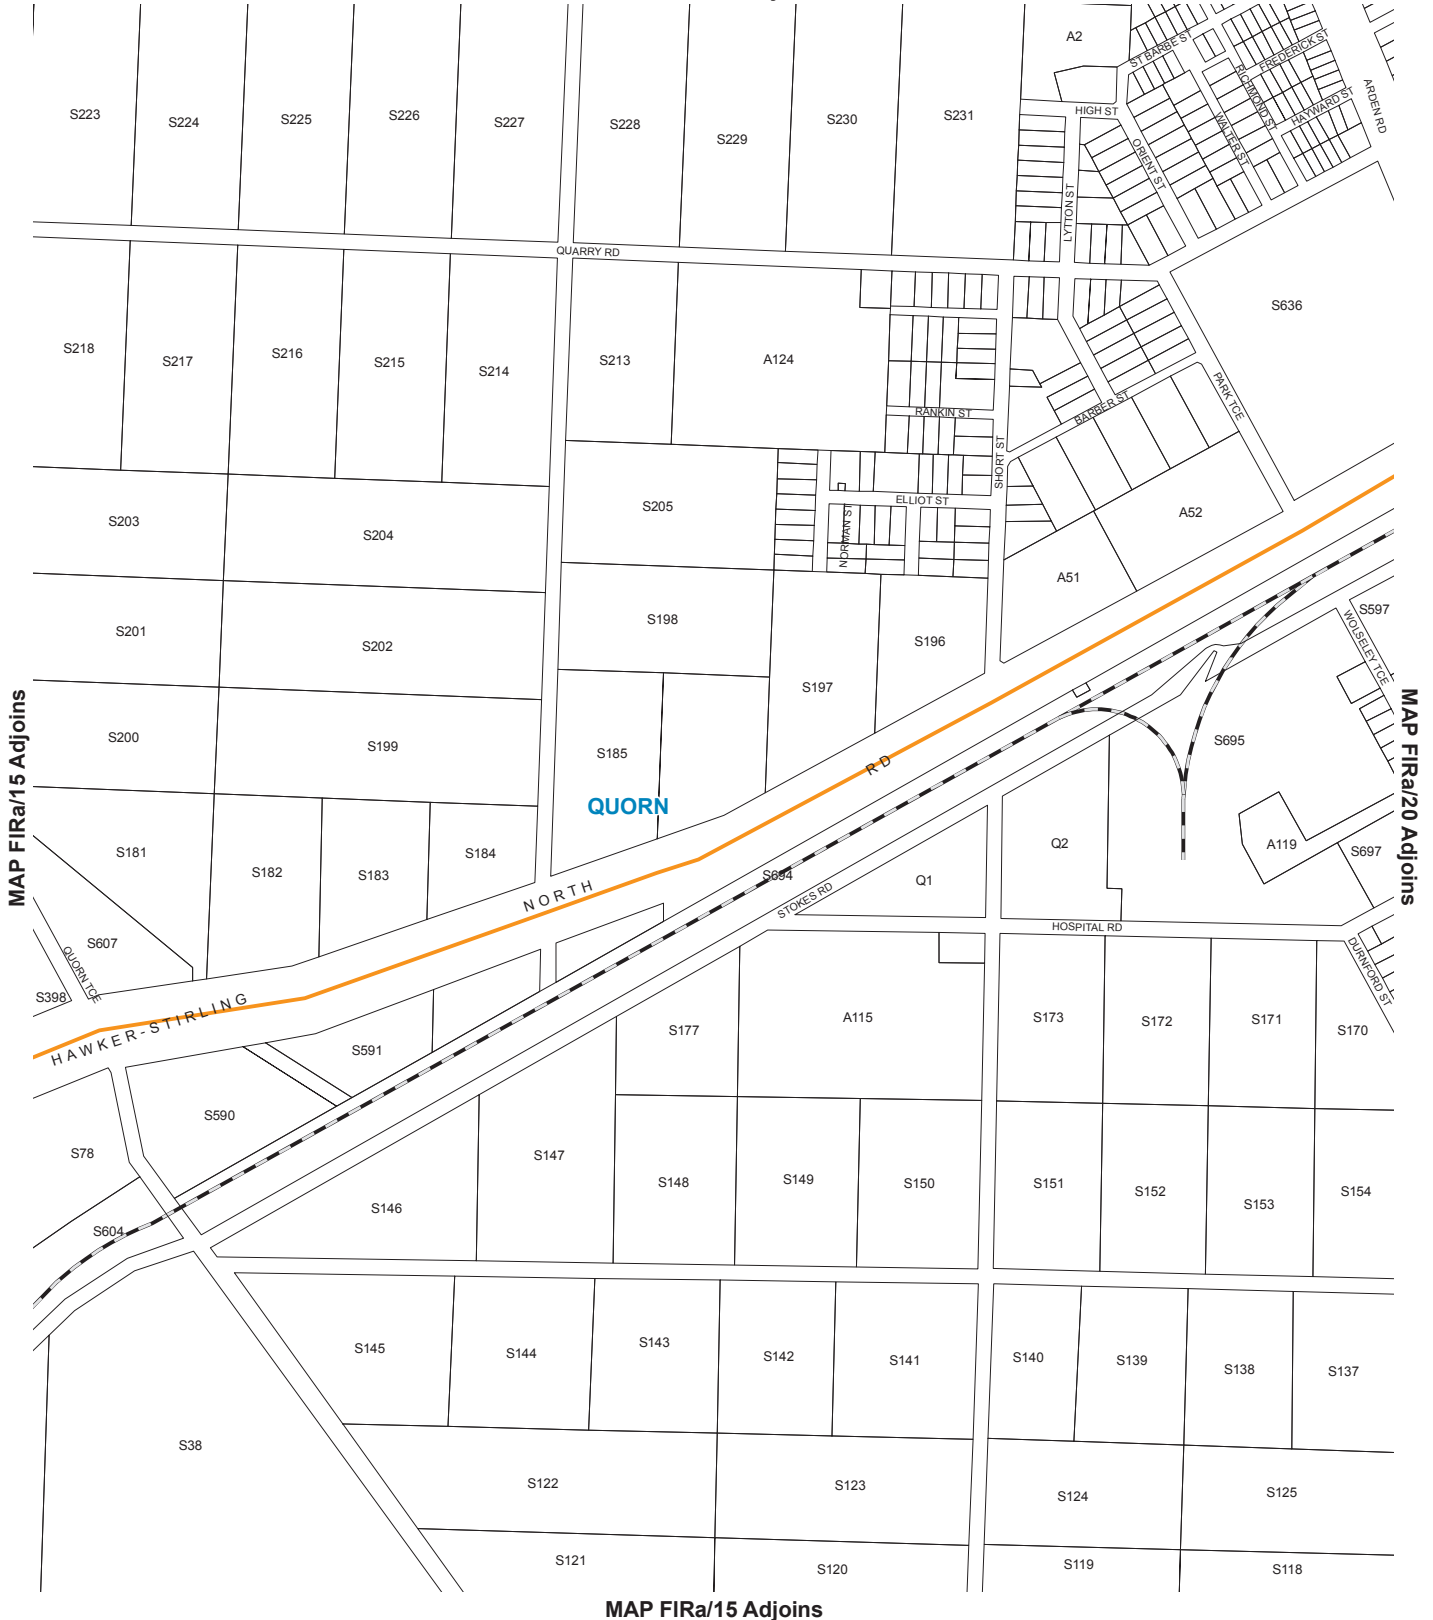 A2
ST BARBE ST
FREDERICK ST
RICHMOND ST
HAYWARD ST
ARDEN RD
WALTER ST
HIGH ST
ORIENT ST
LYTTON ST
S223
S224
S225
S226
S227
S228
S229
S230
S231
QUARRY RD
S636
S218
S217
S216
S215
S214
S213
A124
PARK TCE
RANKIN ST
BARBER ST
SHORT ST
S203
S204
S205
ELLIOT ST
NORMAN ST
A52
A51
S201
S202
S198
S196
S197
S597
WOLSELEY TCE
MAP FIRa/15 Adjoins
MAP FIRa/20 Adjoins
S200
S199
S185
RD
S695
QUORN
S181
S182
S183
S184
Q2
A119
S697
S694
Q1
NORTH
STOKES RD
HOSPITAL RD
S607
QUORN TCE
S398
DURNFORD ST
HAWKER-STIRLING
S591
S177
A115
S173
S172
S171
S170
S590
S78
S147
S148
S149
S150
S151
S152
S153
S154
S146
S604
S145
S144
S143
S142
S141
S140
S139
S138
S137
S38
S122
S123
S124
S125
S121
S120
S119
S118
MAP FIRa/15 Adjoins